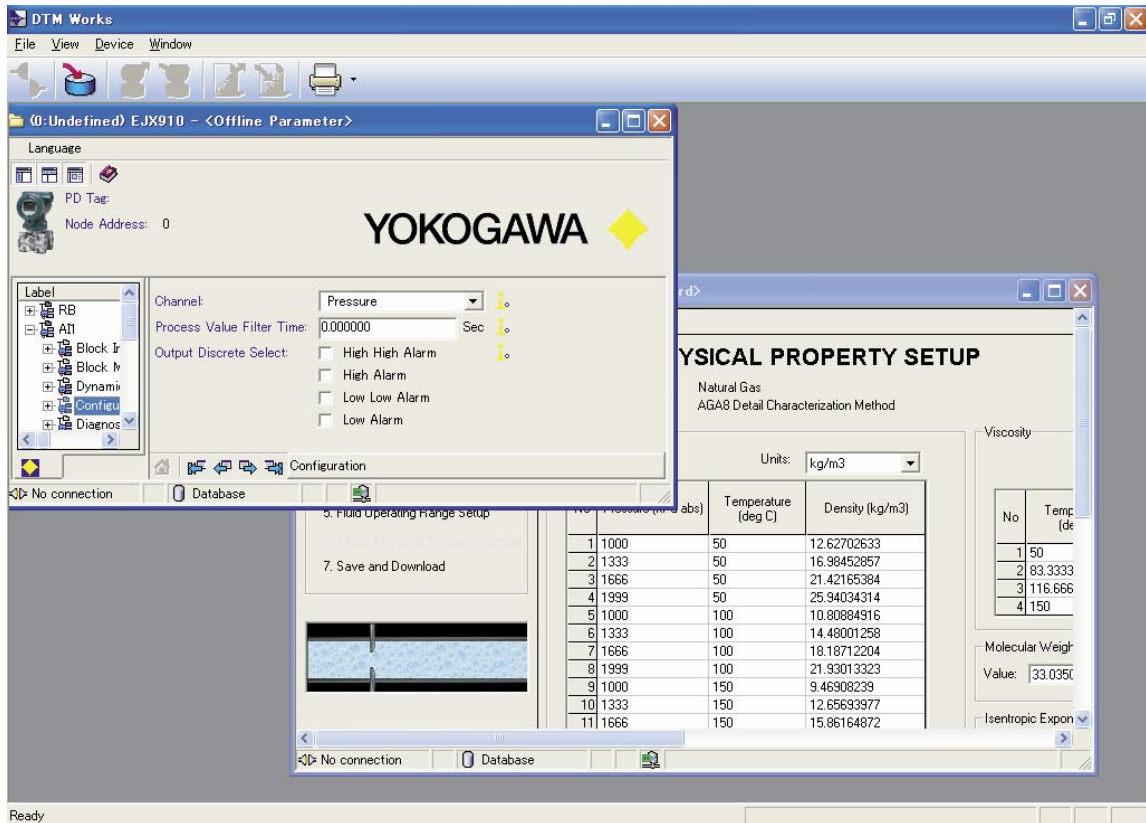 DTM Works
File View Device Window
(0:Undefined) EJX910 - <Offline Parameter>
Language
PD Tag:
Node Address: 0
YOKOGAWA
Label
RB
AI1
Block
Block
Dynami
Configu
Diagnos
Channel: Pressure
Process Value Filter Time: 0.000000 Sec
Output Discrete Select: High High Alarm
High Alarm
Low Low Alarm
Low Alarm
Configuration
No connection Database
rd>
YSICAL PROPERTY SETUP
Natural Gas
AGA8 Detail Characterization Method
Units: kg/m3
abs) Temperature (deg C) Density (kg/m3)
1 1000 50 12.62702633
2 1333 50 16.98452857
3 1666 50 21.42165384
4 1999 50 25.94034314
5 1000 100 10.80884916
6 1333 100 14.48001258
7 1666 100 18.18712204
8 1999 100 21.93013323
9 1000 150 9.46908239
10 1333 150 12.65693977
11 1666 150 15.86164872
5. Fluid Operating Range Setup
7. Save and Download
Viscosity
No Temp (de
1 50
2 83.3333
3 116.666
4 150
Molecular Weigh
Value: 33.0350
Isentropic Expon
No connection Database
Ready